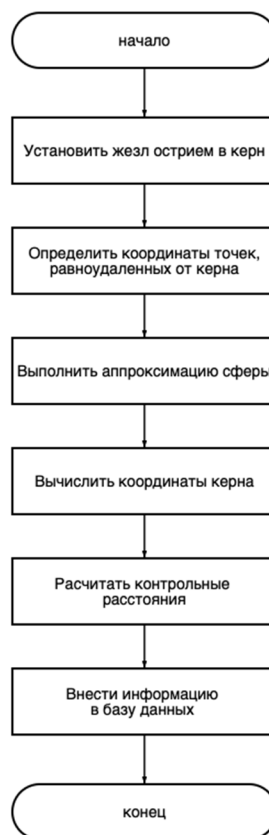 начало
Установить жезл острием в керн
Определить координаты точек,
равноудаленных от керна
Выполнить аппроксимацию сферы
Вычислить координаты керна
Расчитать контрольные
расстояния
Внести информацию
в базу данных
конец